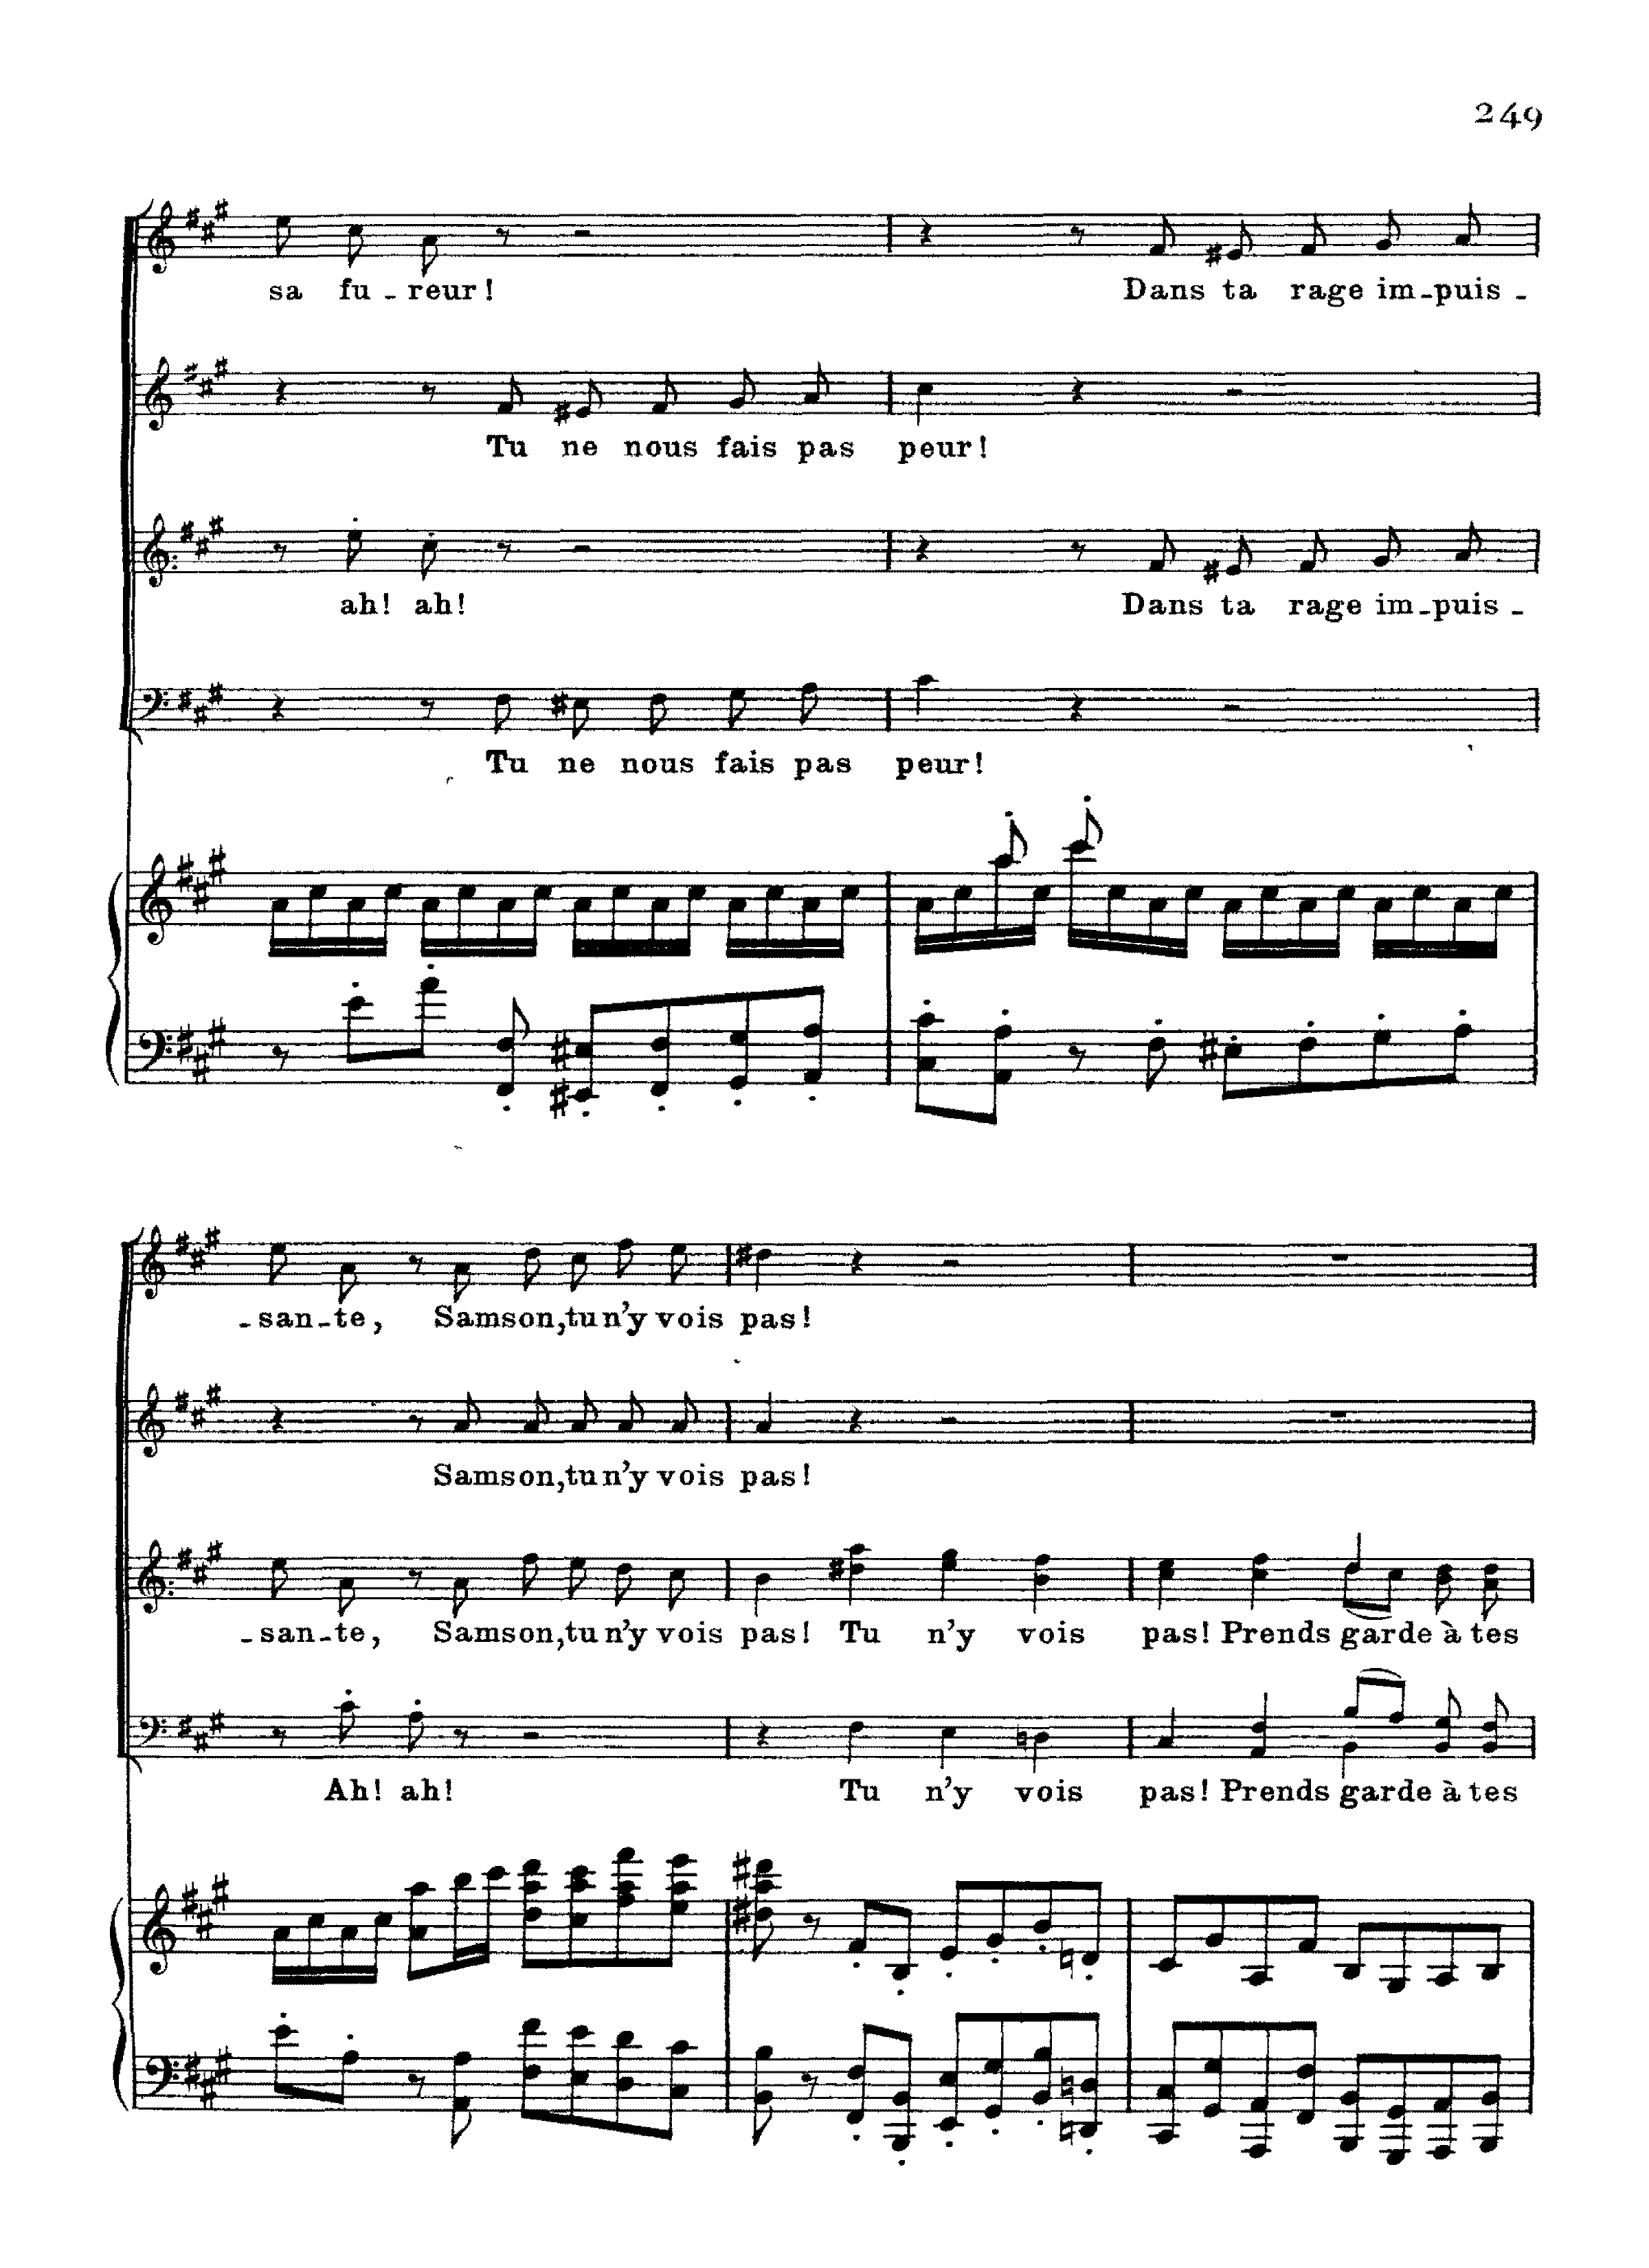 249
sa fu - reur ! Dans ta rage im - puis -
Tu ne nous fais pas peur !
ah ! ah ! Dans ta rage im - puis -
Tu ne nous fais pas peur !
- san - te, Samson, tu n'y vois pas !
Samson, tu n'y vois pas !
- san - te, Samson, tu n'y vois pas ! Tu n'y vois pas ! Prends garde à tes
Ah ! ah ! Tu n'y vois pas ! Prends garde à tes